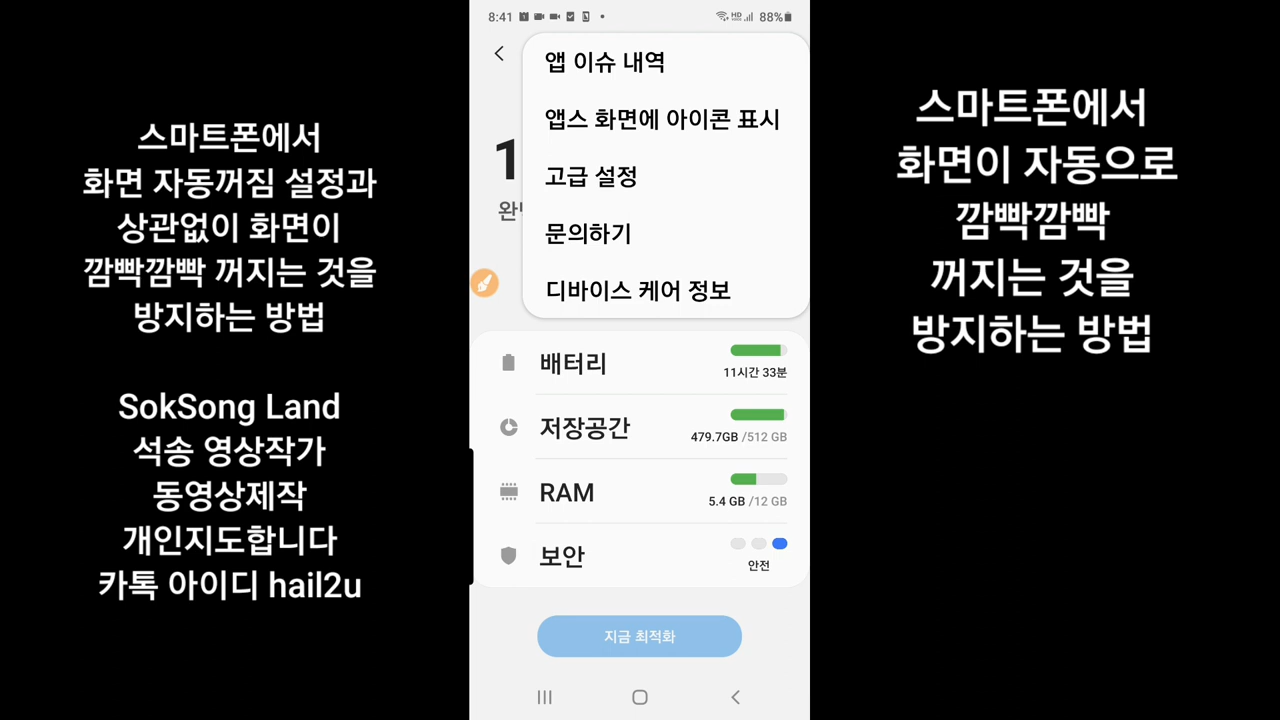 스마트폰에서
화면 자동꺼짐 설정과
상관없이 화면이
깜빡깜빡 꺼지는 것을
방지하는 방법
SokSong Land
석송 영상작가
동영상제작
개인지도합니다
카톡 아이디 hail2u
8:41
HD
88%
앱 이슈 내역
앱스 화면에 아이콘 표시
고급 설정
문의하기
디바이스 케어 정보
1
배터리
11시간 33분
저장공간
479.7GB /512 GB
RAM
5.4 GB /12 GB
보안
안전
지금 최적화
스마트폰에서
화면이 자동으로
깜빡깜빡
꺼지는 것을
방지하는 방법